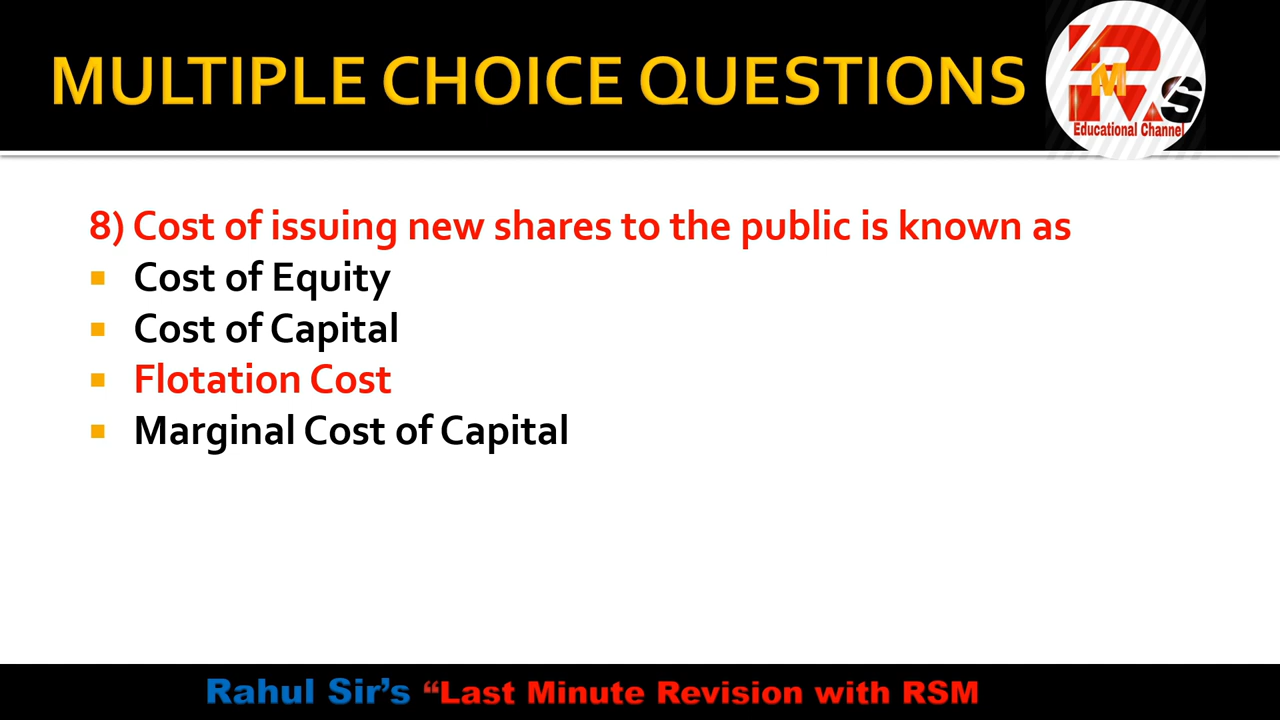 MULTIPLE CHOICE QUESTIONS
RMS
Educational Channel
8) Cost of issuing new shares to the public is known as
Cost of Equity
Cost of Capital
Flotation Cost
Marginal Cost of Capital
Rahul Sir's “Last Minute Revision with RSM